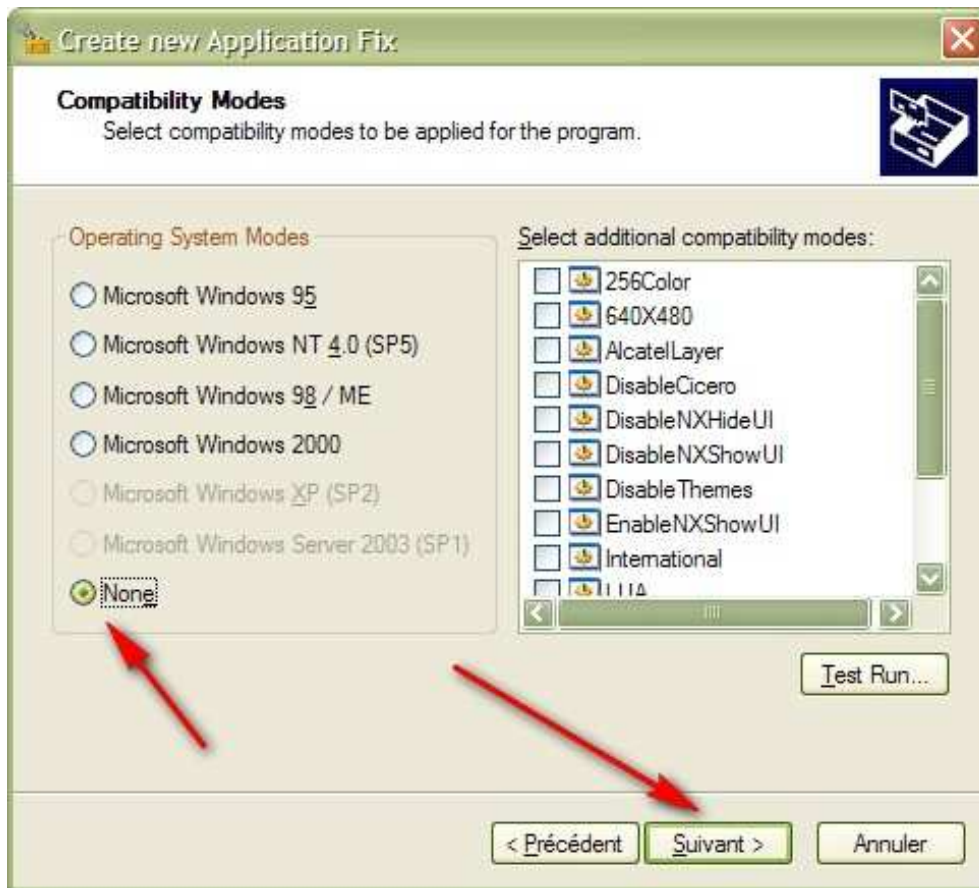 Create new Application Fix
Compatibility Modes
Select compatibility modes to be applied for the program.
Operating System Modes
Microsoft Windows 95
Microsoft Windows NT 4.0 (SP5)
Microsoft Windows 98 / ME
Microsoft Windows 2000
Microsoft Windows XP (SP2)
Microsoft Windows Server 2003 (SP1)
None
Select additional compatibility modes:
256Color
640X480
AlcatelLayer
DisableCicero
DisableNXHideUI
DisableNXShowUI
DisableThemes
EnableNXShowUI
International
LUA
Test Run...
< Précédent
Suivant >
Annuler